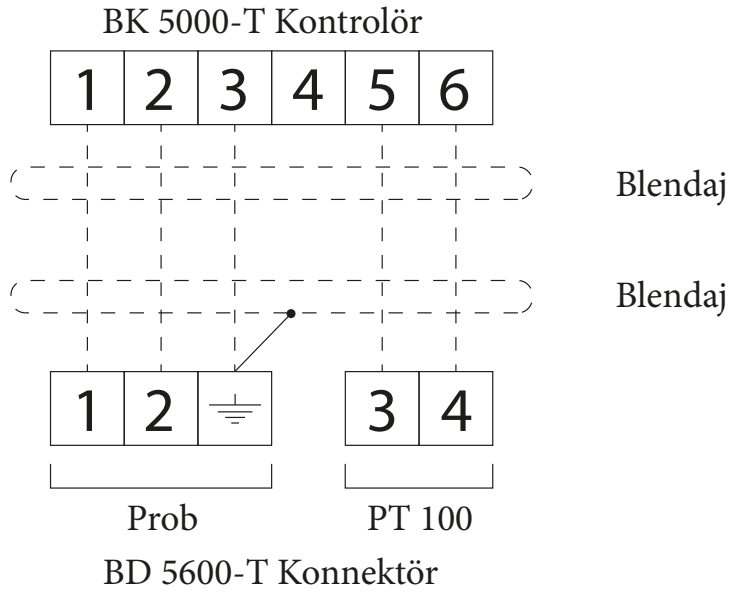 BK 5000-T Kontrolör
1 2 3 4 5 6
Blendaj
Blendaj
1 2 3 4
Prob PT 100
BD 5600-T Konnektör